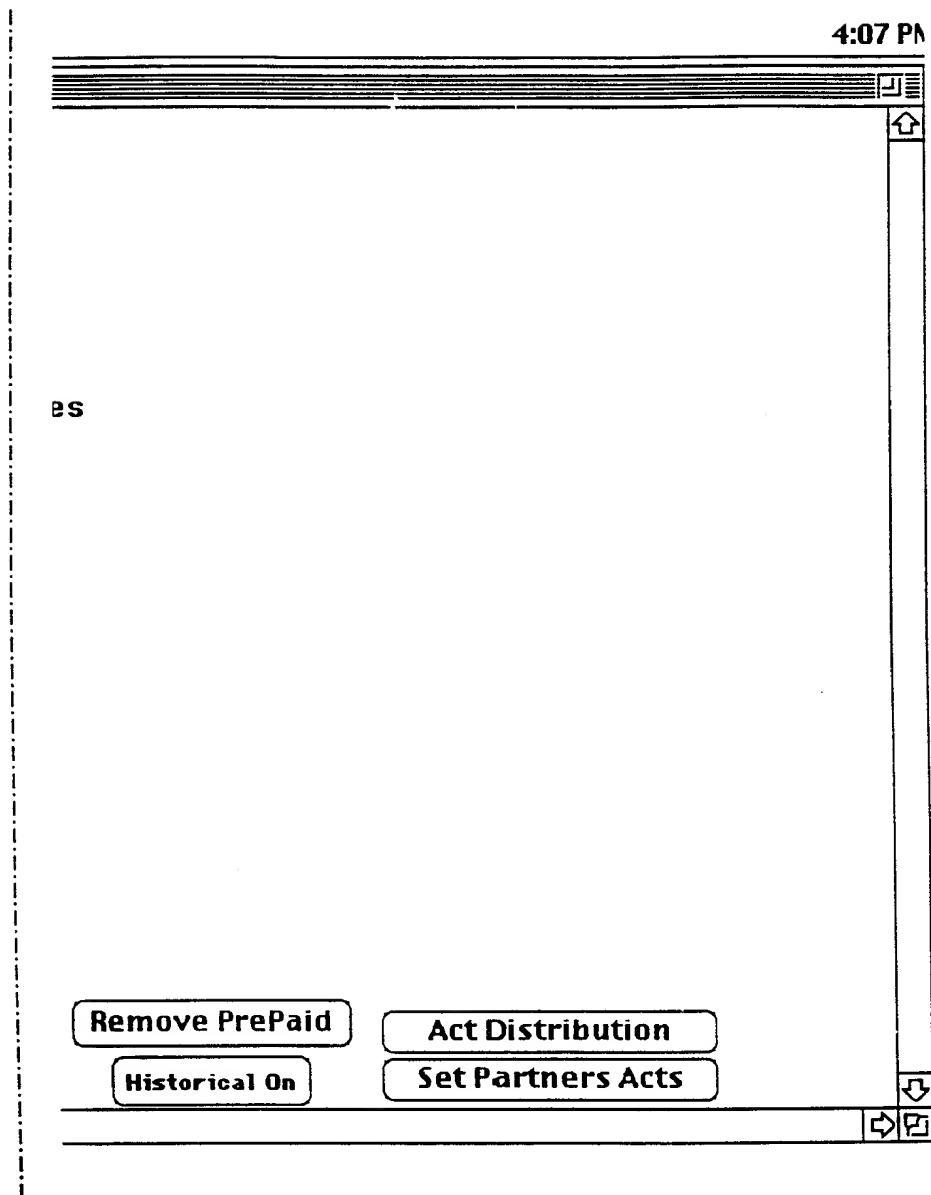 4:07 PM
es
Remove PrePaid
Act Distribution
Historical On
Set Partners Acts